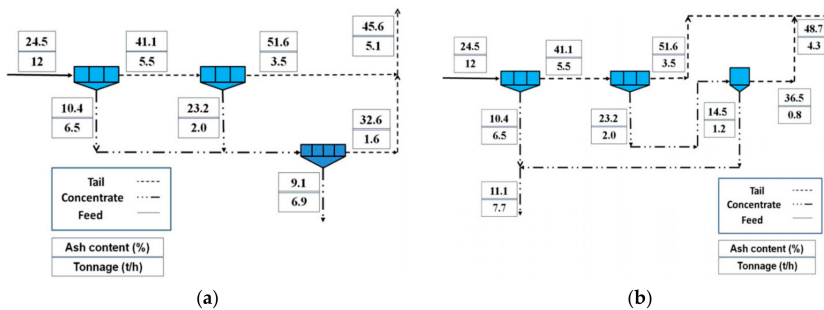 24.5
12
41.1
5.5
51.6
3.5
45.6
5.1
10.4
6.5
23.2
2.0
32.6
1.6
9.1
6.9
Tail
Concentrate
Feed
Ash content (%)
Tonnage (t/h)
(a)
24.5
12
41.1
5.5
51.6
3.5
48.7
4.3
10.4
6.5
23.2
2.0
14.5
1.2
36.5
0.8
11.1
7.7
Tail
Concentrate
Feed
Ash content (%)
Tonnage (t/h)
(b)